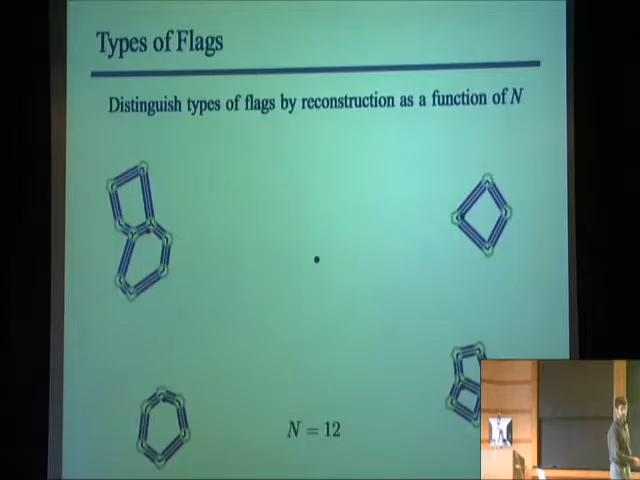 Types of Flags
Distinguish types of flags by reconstruction as a function of N
N = 12